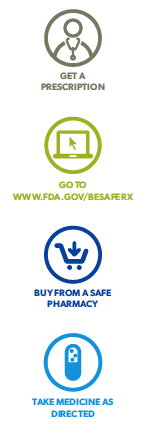 GET A
PRESCRIPTION
GO TO
WWW.FDA.GOV/BESAFERX
BUY FROM A SAFE
PHARMACY
TAKE MEDICINE AS
DIRECTED